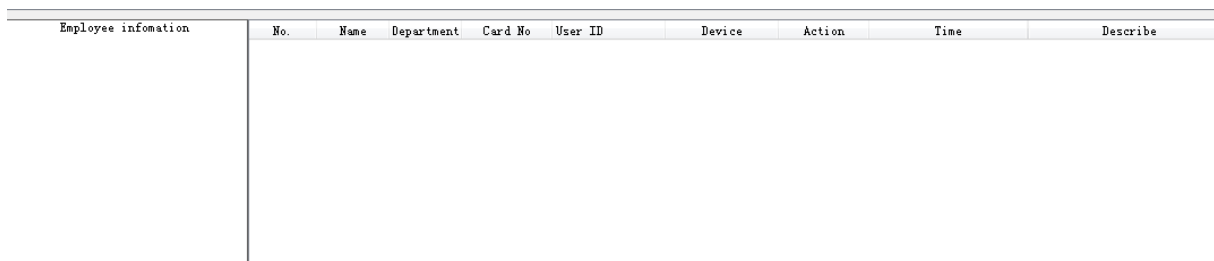 Employee infomation
No. Name Department Card No User ID Device Action Time Describe